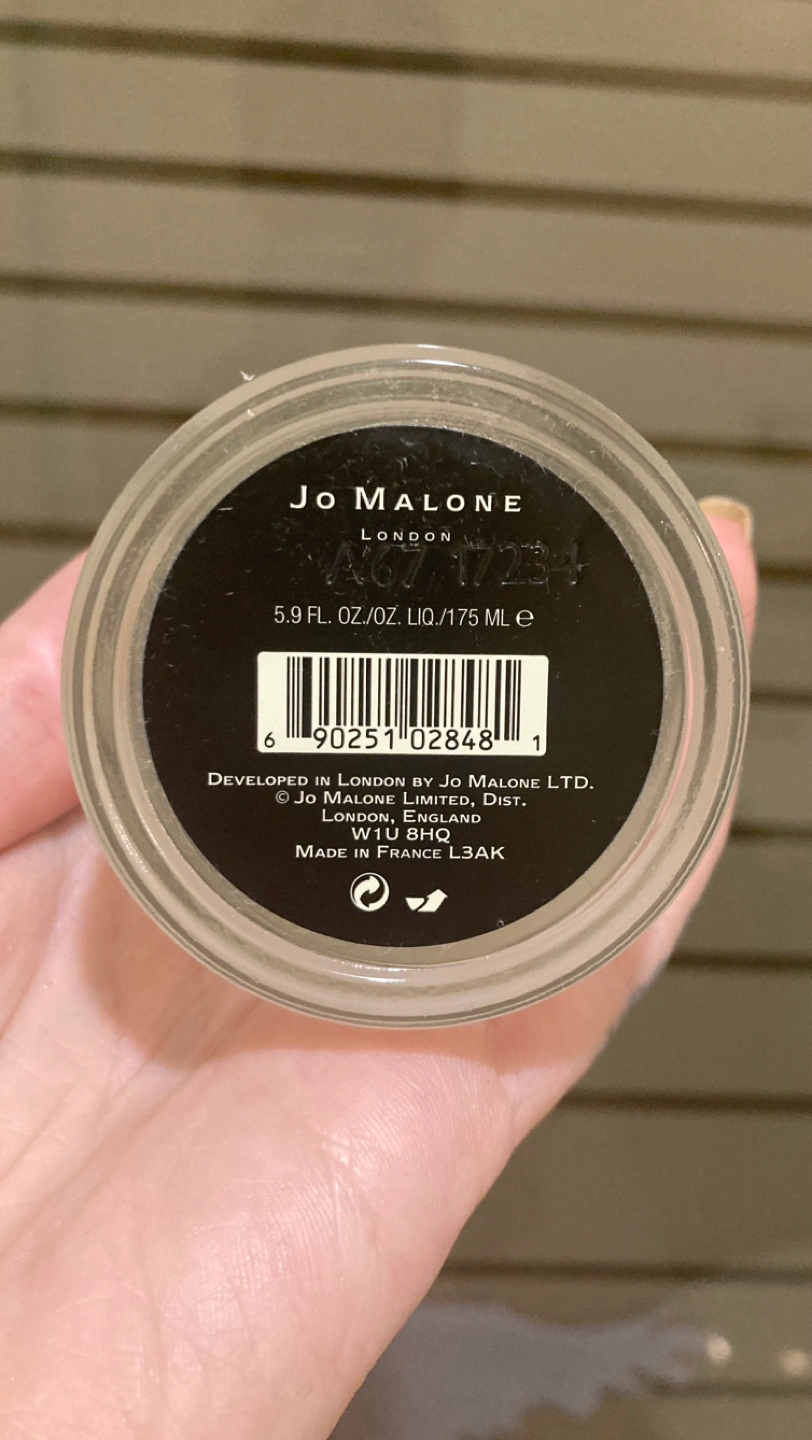 JO MALONE
LONDON
A67 17234
5.9 FL. OZ./OZ. LIQ./175 ML ℮
6 90251 02848 1
DEVELOPED IN LONDON BY JO MALONE LTD.
© JO MALONE LIMITED, DIST.
LONDON, ENGLAND
W1U 8HQ
MADE IN FRANCE L3AK